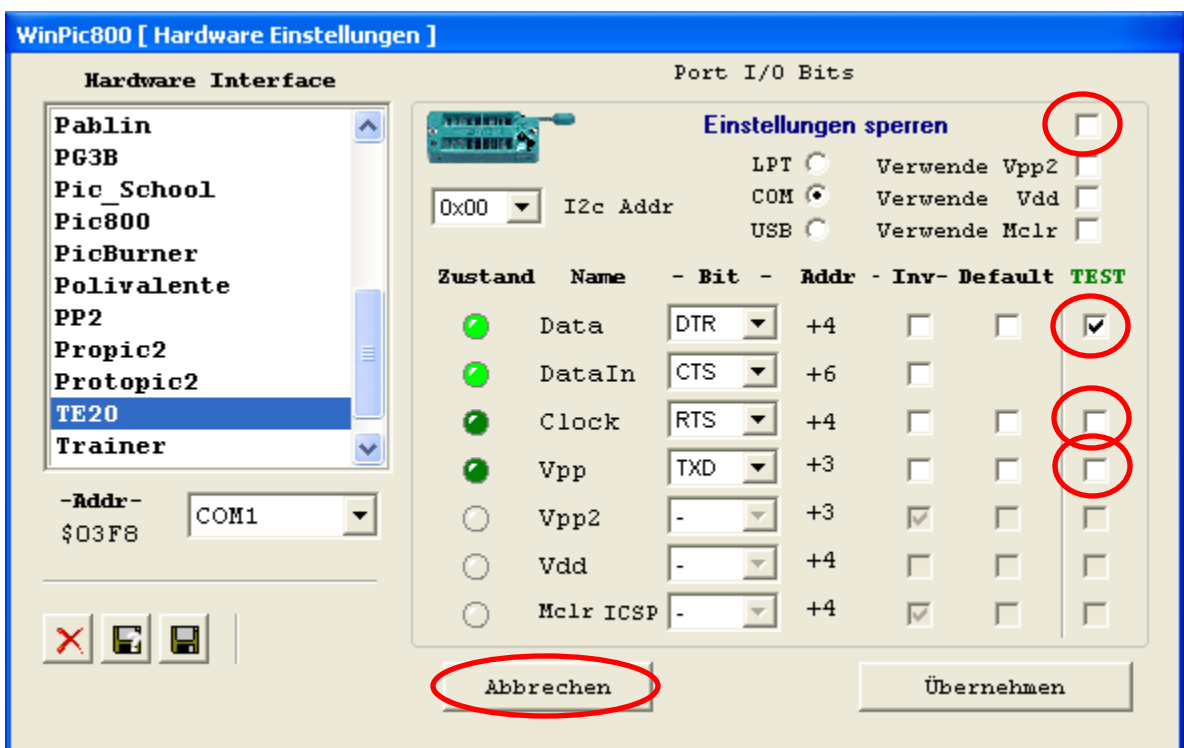 WinPic800 [ Hardware Einstellungen ]
Hardware Interface
Pablin
PG3B
Pic_School
Pic800
PicBurner
Polivalente
PP2
Propic2
Protopic2
TE20
Trainer
-Addr-
$03F8
COM1
Port I/O Bits
Einstellungen sperren
0x00 I2c Addr
LPT Verwende Vpp2
COM Verwende Vdd
USB Verwende Mclr
Zustand Name - Bit - Addr - Inv- Default TEST
Data DTR +4
DataIn CTS +6
Clock RTS +4
Vpp TXD +3
Vpp2 - +3
Vdd - +4
Mclr ICSP - +4
Abbrechen Übernehmen